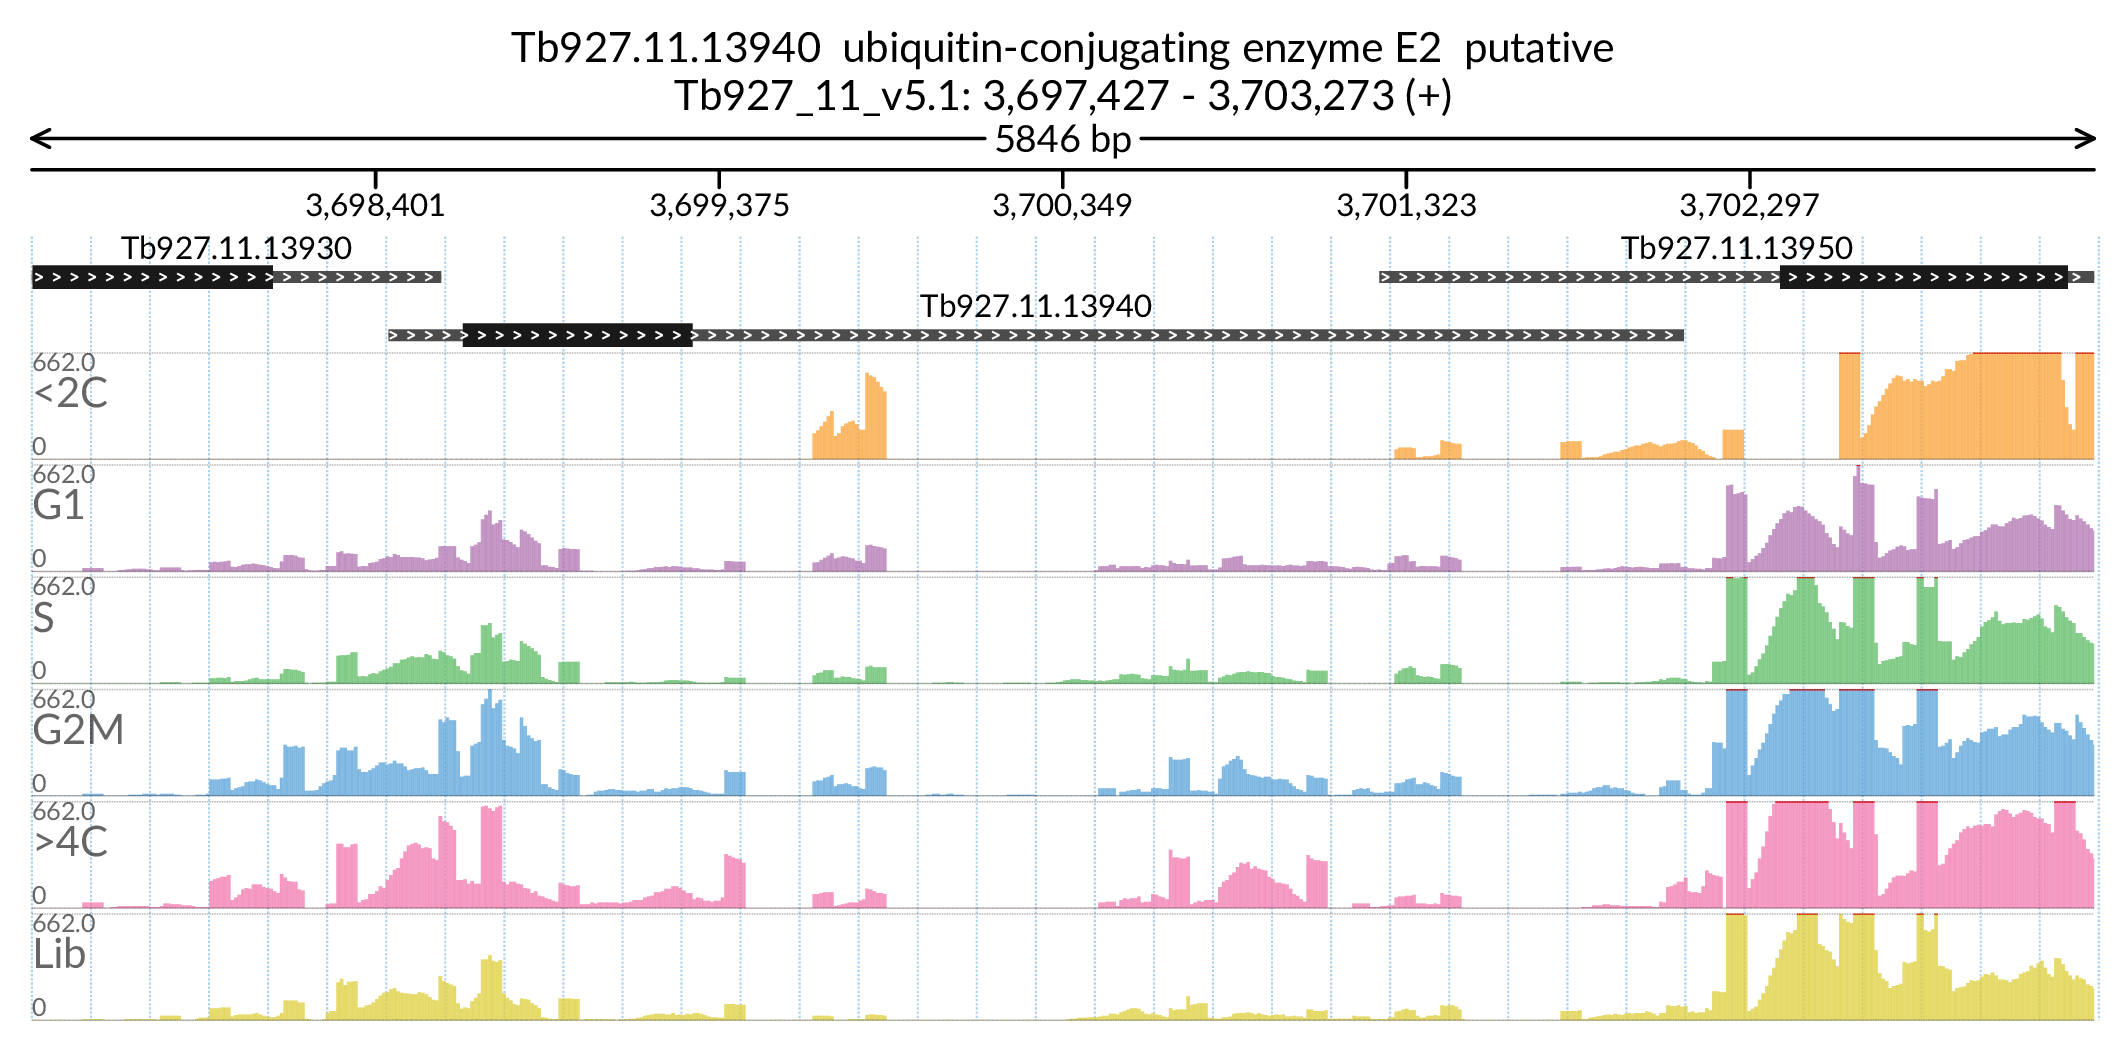 Tb927.11.13940  ubiquitin-conjugating enzyme E2  putative
Tb927_11_v5.1: 3,697,427 - 3,703,273 (+)
5846 bp
3,698,401 3,699,375 3,700,349 3,701,323 3,702,297
Tb927.11.13930 Tb927.11.13950
Tb927.11.13940
662.0
<2C
0
662.0
G1
0
662.0
S
0
662.0
G2M
0
662.0
>4C
0
662.0
Lib
0